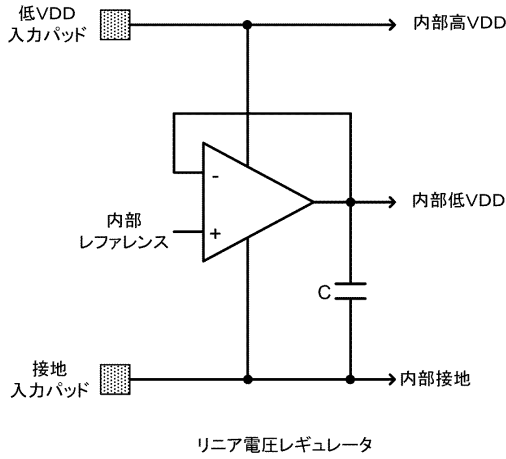 低VDD
入力パッド
内部高VDD
-
内部低VDD
内部
レファレンス
+
C
接地
入力パッド
内部接地
リニア電圧レギュレータ